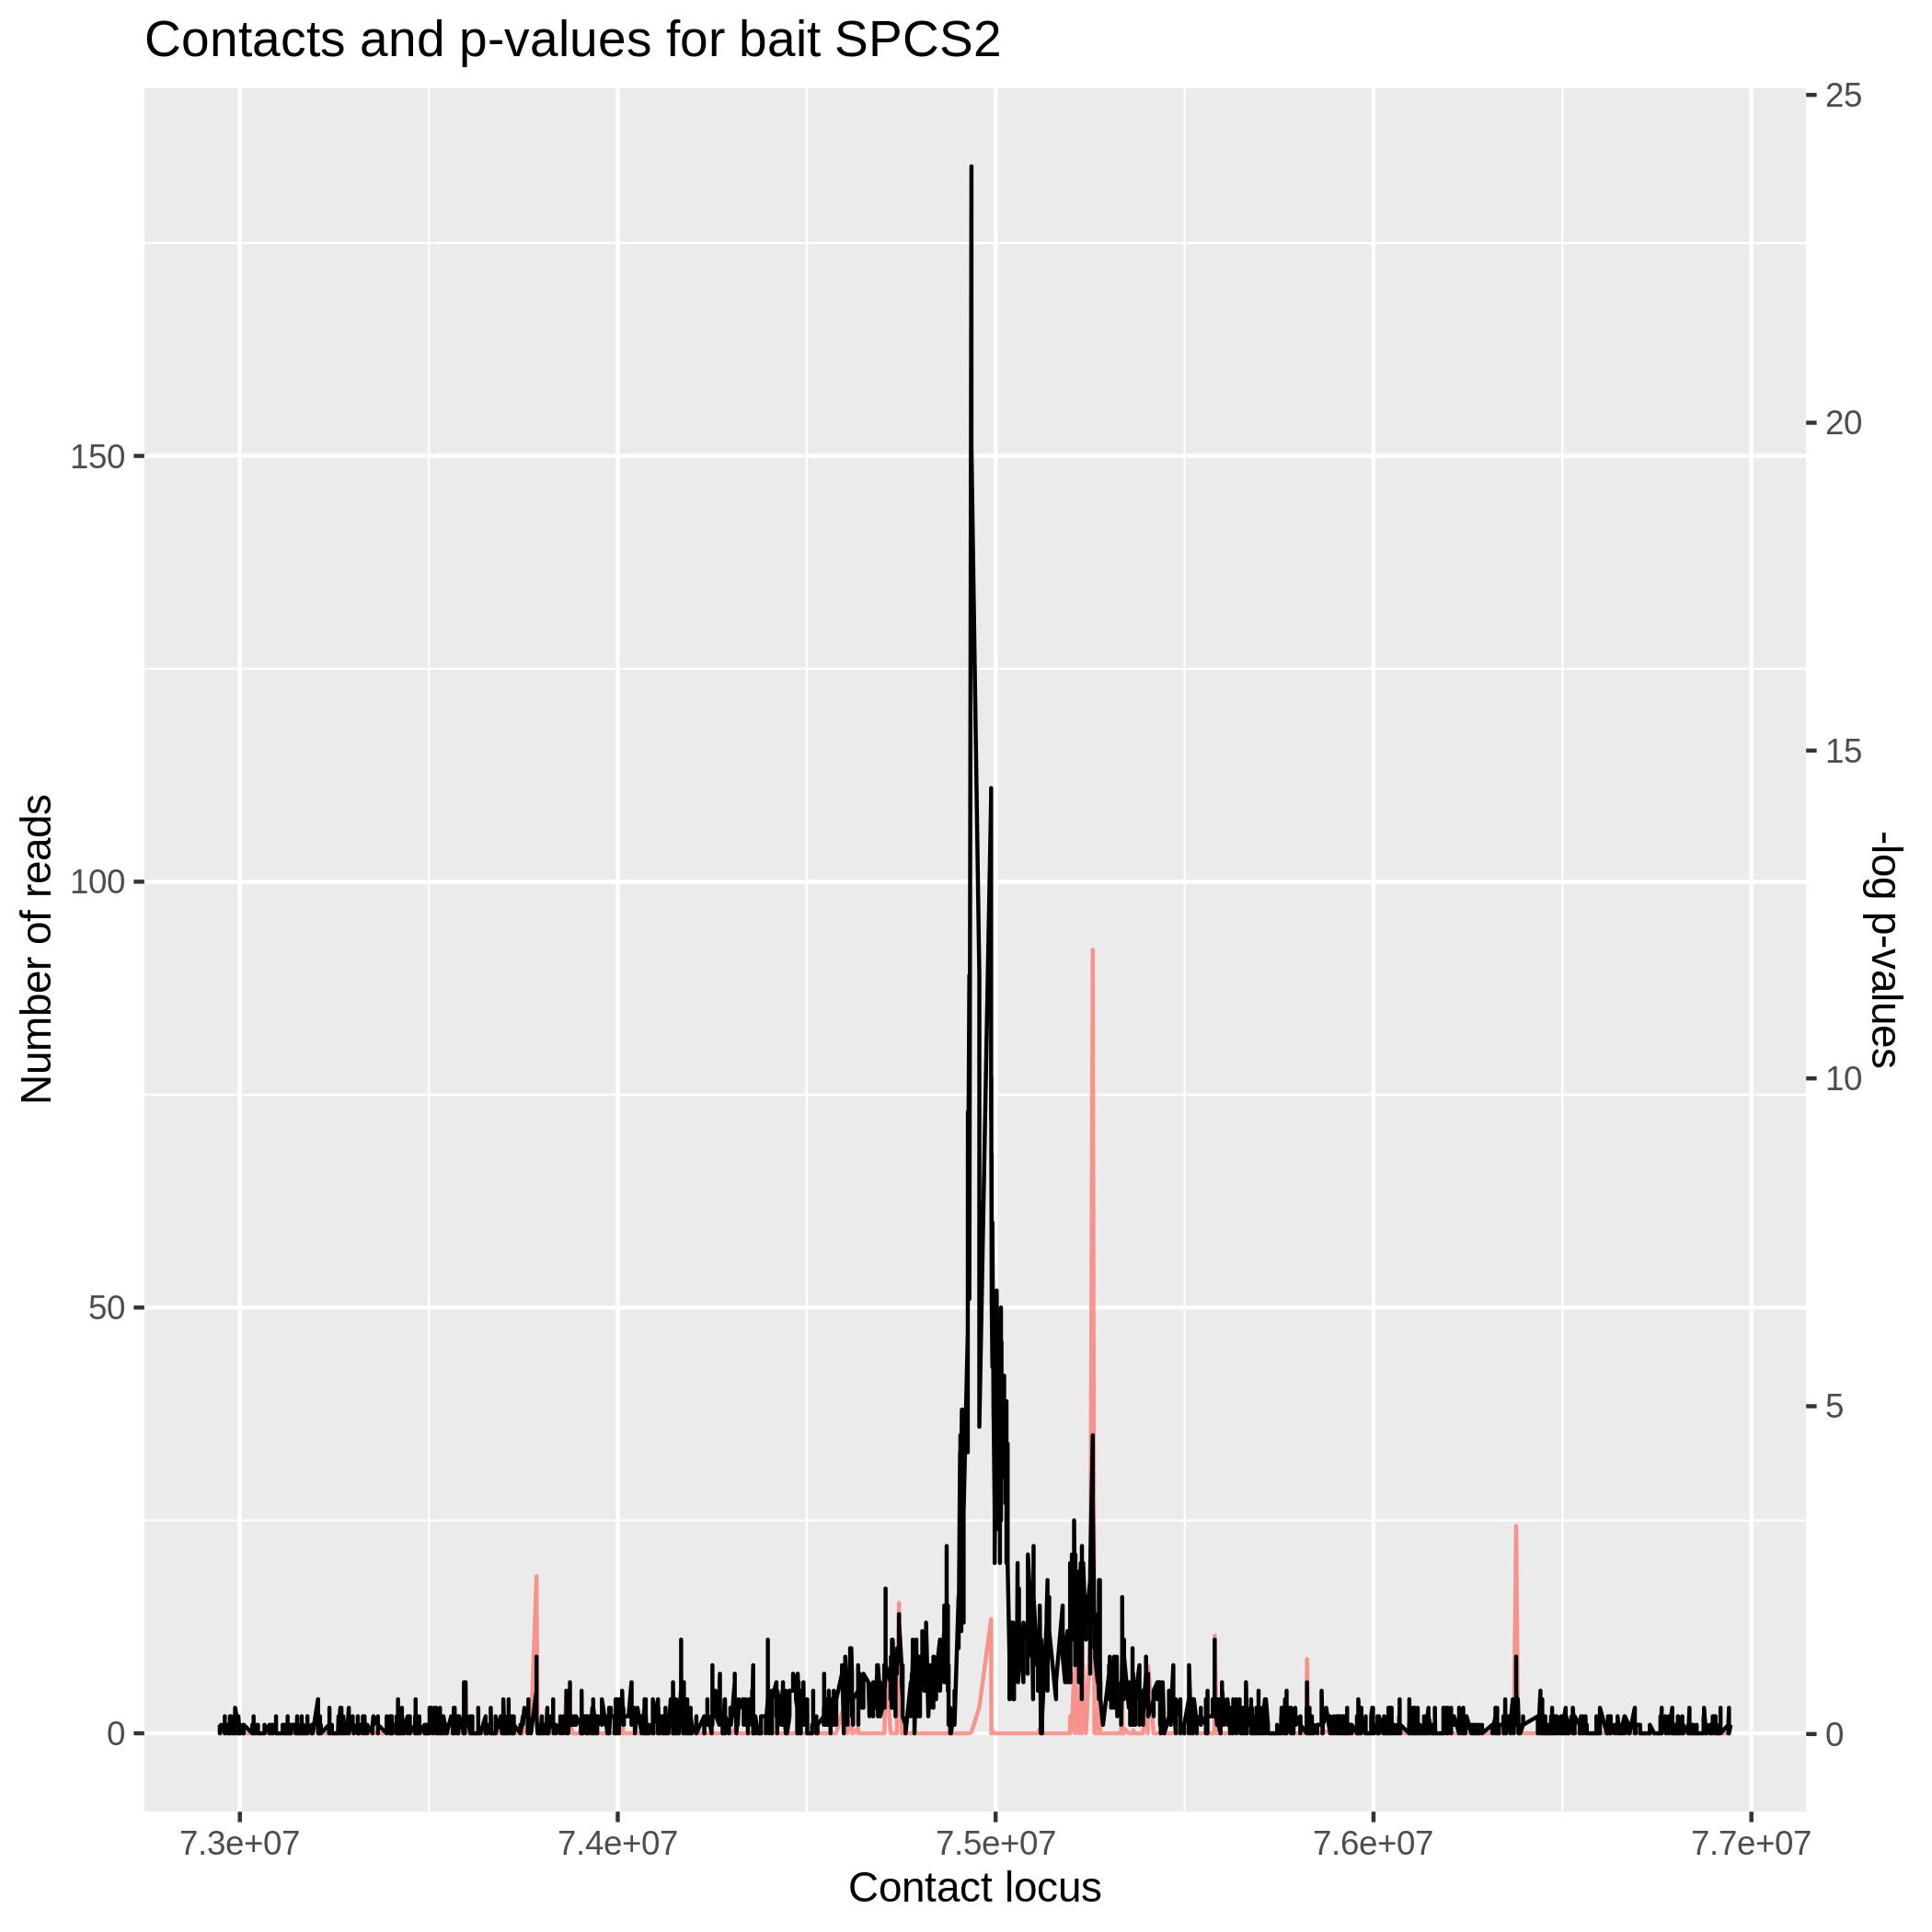 Contacts and p-values for bait SPCS2
Number of reads
150
100
50
0
25
20
15
10
5
0
-log p-values
7.3e+07
7.4e+07
7.5e+07
7.6e+07
7.7e+07
Contact locus